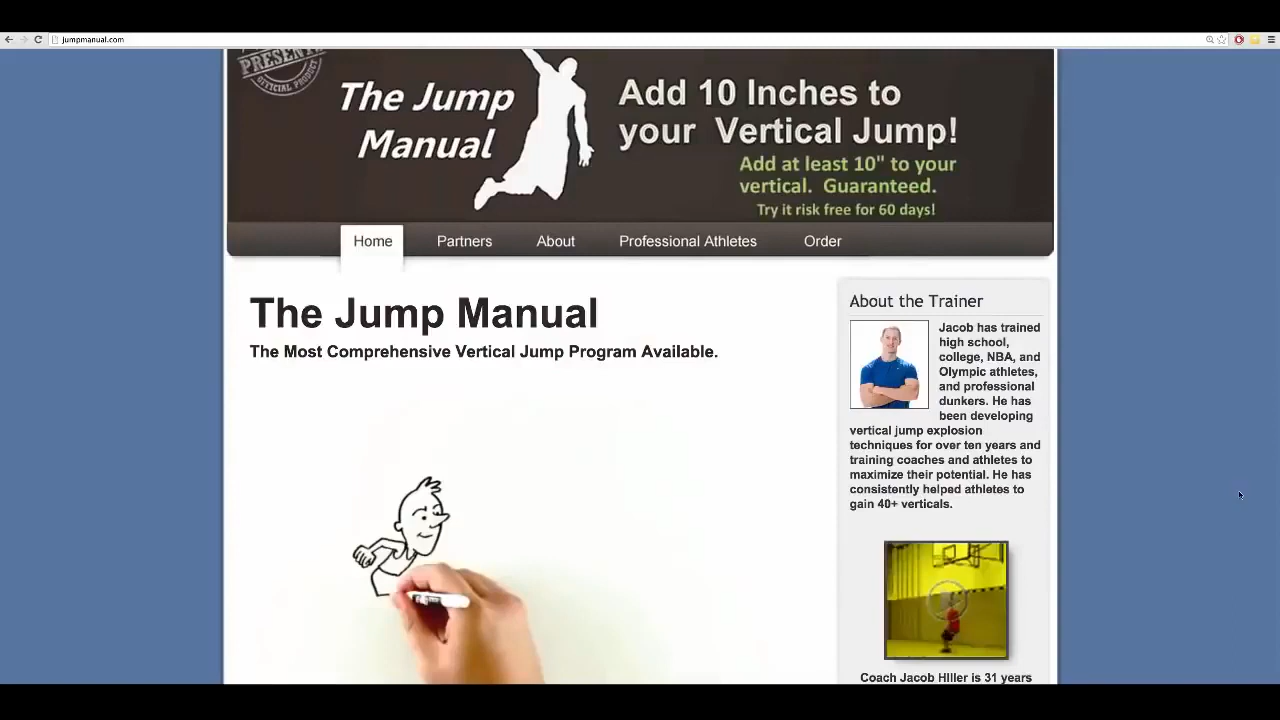 jumpmanual.com
PRESENTS
OFFICIAL PRODUCT
The Jump
Manual
Add 10 Inches to
your Vertical Jump!
Add at least 10" to your
vertical. Guaranteed.
Try it risk free for 60 days!
Home
Partners
About
Professional Athletes
Order
The Jump Manual
The Most Comprehensive Vertical Jump Program Available.
About the Trainer
Jacob has trained
high school,
college, NBA, and
Olympic athletes,
and professional
dunkers. He has
been developing
vertical jump explosion
techniques for over ten years and
training coaches and athletes to
maximize their potential. He has
consistently helped athletes to
gain 40+ verticals.
Coach Jacob HIller is 31 years